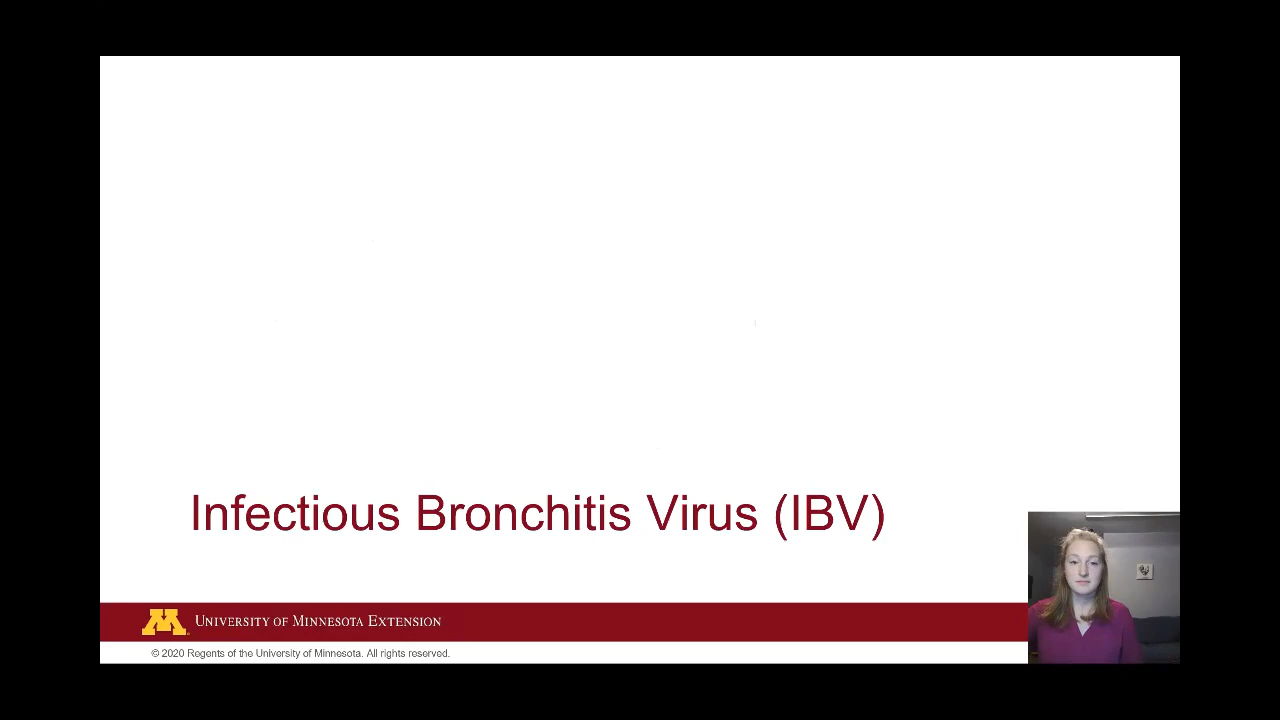 Infectious Bronchitis Virus (IBV)
UNIVERSITY OF MINNESOTA EXTENSION
© 2020 Regents of the University of Minnesota. All rights reserved.